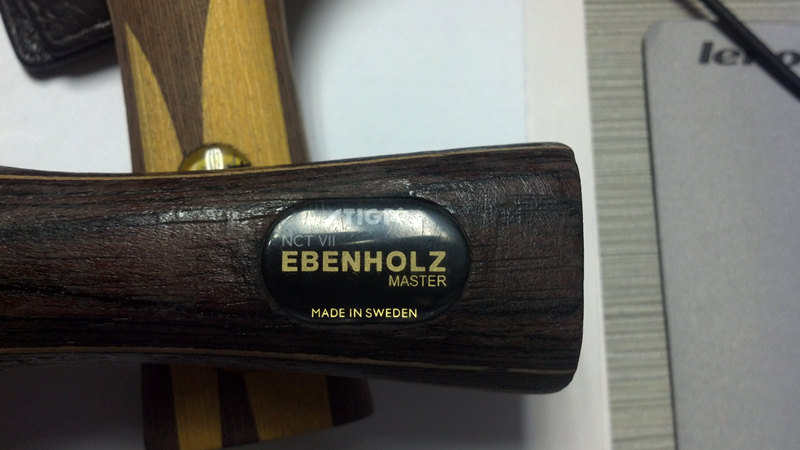 NCT VII
EBENHOLZ
MASTER
MADE IN SWEDEN